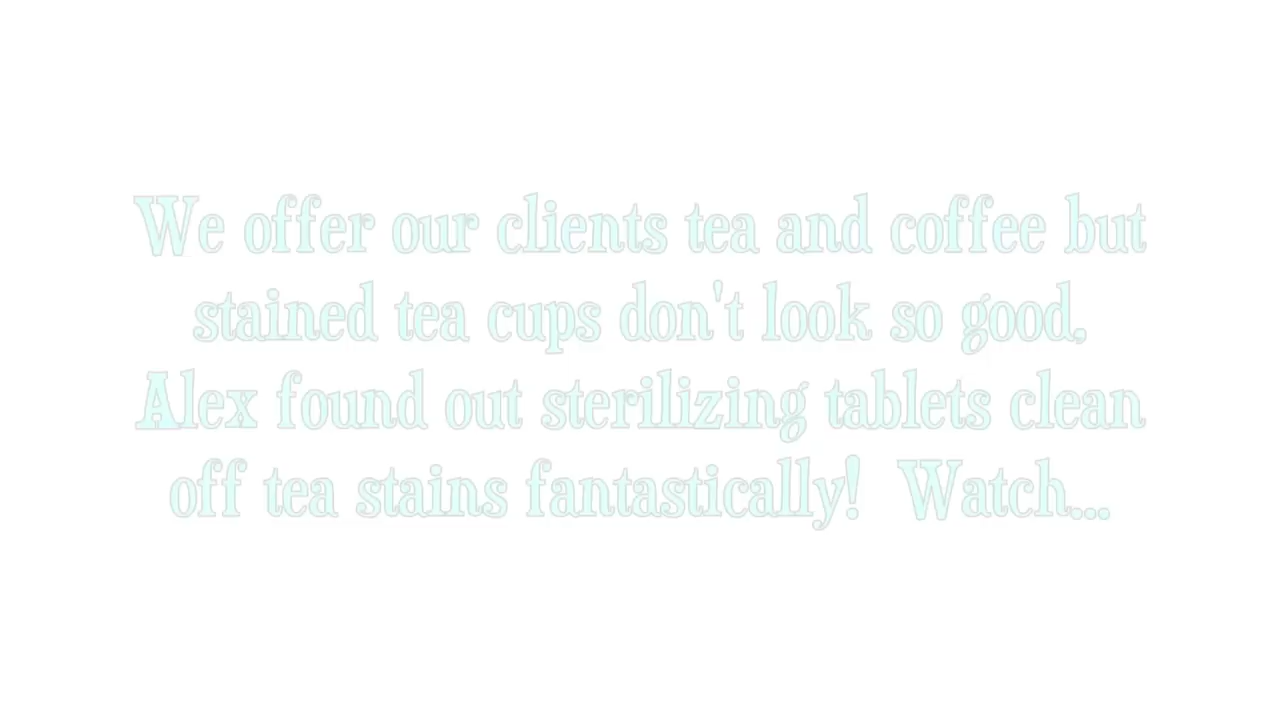 We offer our clients tea and coffee but
stained tea cups don't look so good,
Alex found out sterilizing tablets clean
off tea stains fantastically!  Watch...